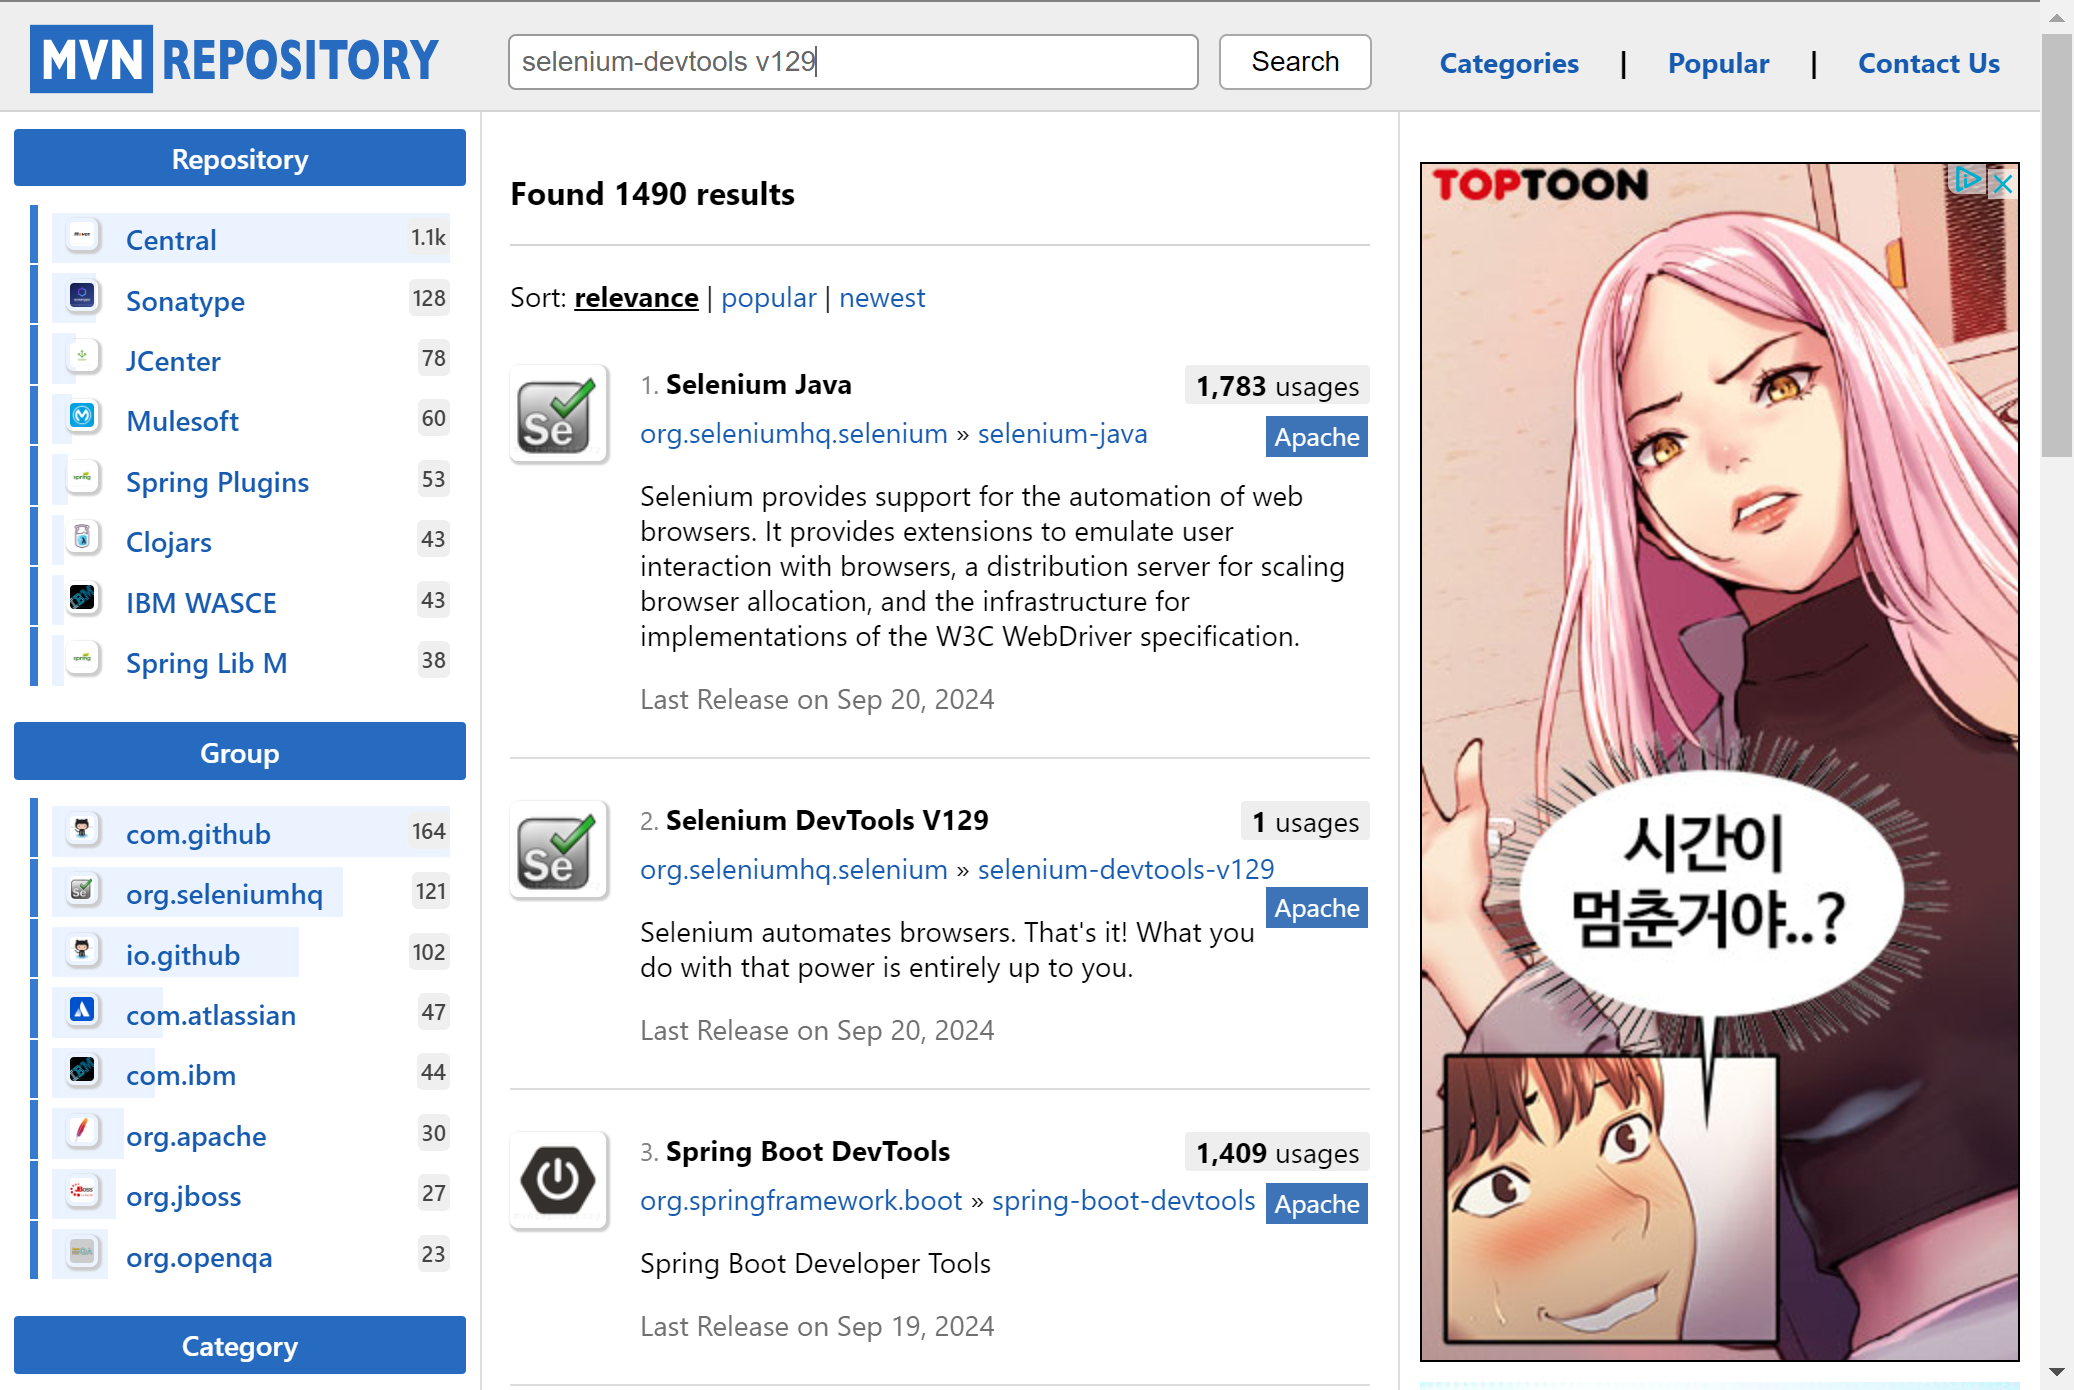 MVN REPOSITORY
selenium-devtools v129
Search
Categories | Popular | Contact Us
Repository
Central 1.1k
Sonatype 128
JCenter 78
Mulesoft 60
Spring Plugins 53
Clojars 43
IBM WASCE 43
Spring Lib M 38
Group
com.github 164
org.seleniumhq 121
io.github 102
com.atlassian 47
com.ibm 44
org.apache 30
org.jboss 27
org.openqa 23
Category
Found 1490 results
Sort: relevance | popular | newest
1. Selenium Java 1,783 usages
org.seleniumhq.selenium » selenium-java Apache
Selenium provides support for the automation of web
browsers. It provides extensions to emulate user
interaction with browsers, a distribution server for scaling
browser allocation, and the infrastructure for
implementations of the W3C WebDriver specification.
Last Release on Sep 20, 2024
2. Selenium DevTools V129 1 usages
org.seleniumhq.selenium » selenium-devtools-v129
Apache
Selenium automates browsers. That's it! What you
do with that power is entirely up to you.
Last Release on Sep 20, 2024
3. Spring Boot DevTools 1,409 usages
org.springframework.boot » spring-boot-devtools Apache
Spring Boot Developer Tools
Last Release on Sep 19, 2024
TOPTOON
시간이
멈춘거야..?